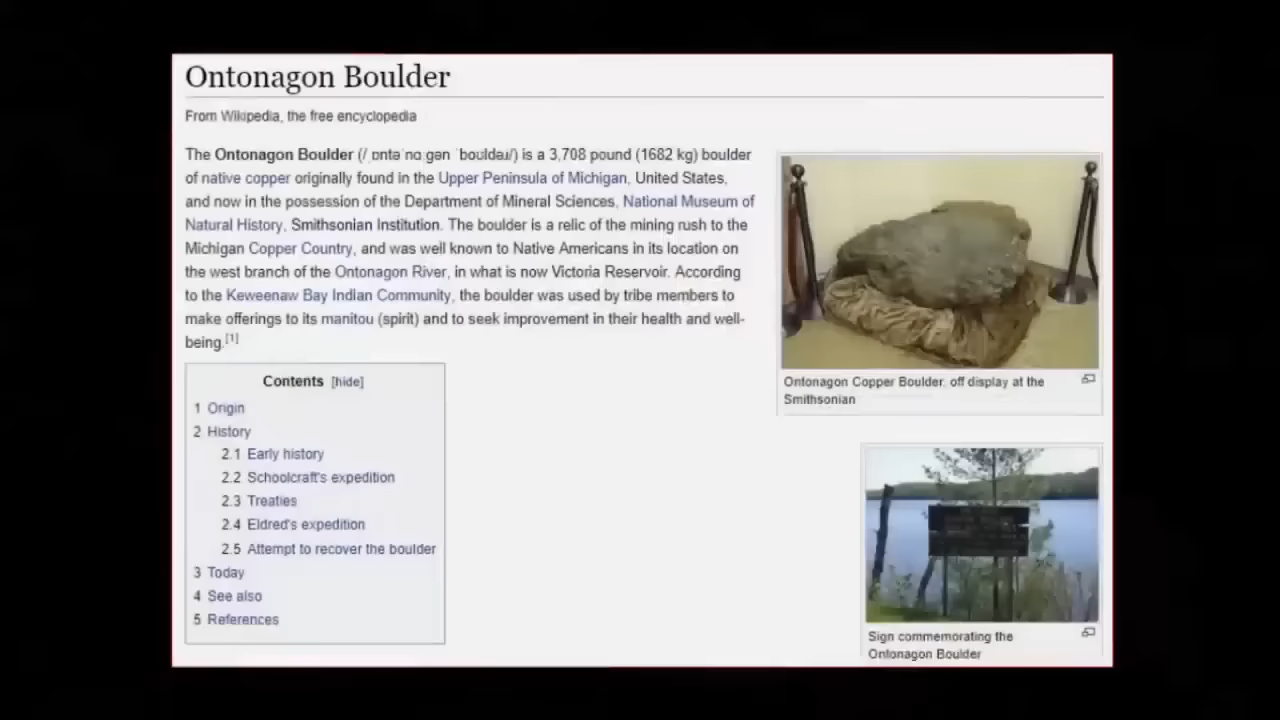 Ontonagon Boulder
From Wikipedia, the free encyclopedia
The Ontonagon Boulder (/ˌɒntəˈnɑːɡən ˈboʊldər/) is a 3,708 pound (1682 kg) boulder
of native copper originally found in the Upper Peninsula of Michigan, United States,
and now in the possession of the Department of Mineral Sciences, National Museum of
Natural History, Smithsonian Institution. The boulder is a relic of the mining rush to the
Michigan Copper Country, and was well known to Native Americans in its location on
the west branch of the Ontonagon River, in what is now Victoria Reservoir. According
to the Keweenaw Bay Indian Community, the boulder was used by tribe members to
make offerings to its manitou (spirit) and to seek improvement in their health and well-
being.[1]
Contents [hide]
1 Origin
2 History
2.1 Early history
2.2 Schoolcraft's expedition
2.3 Treaties
2.4 Eldred's expedition
2.5 Attempt to recover the boulder
3 Today
4 See also
5 References
Ontonagon Copper Boulder, off display at the
Smithsonian
Sign commemorating the
Ontonagon Boulder